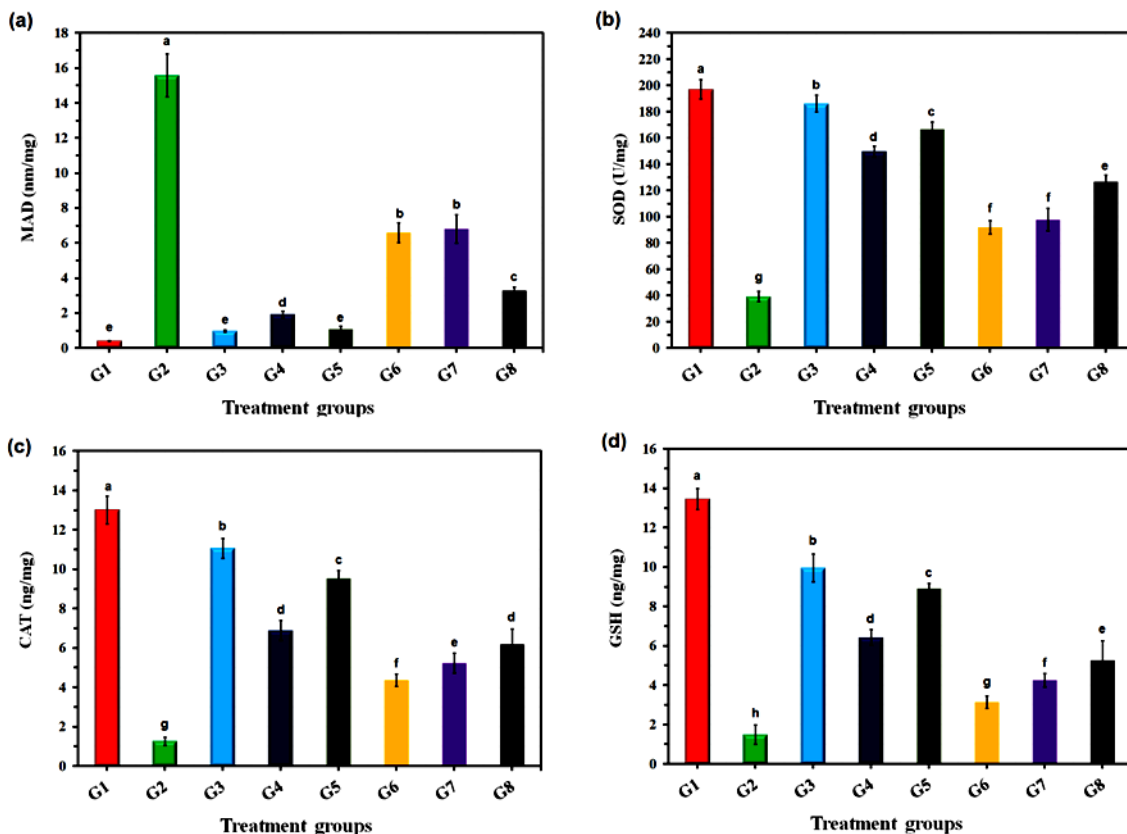 (a)
18
16
14
12
10
8
6
4
2
0
MAD (nm/mg)
e
a
e
d
e
b
b
c
G1 G2 G3 G4 G5 G6 G7 G8
Treatment groups
(b)
240
220
200
180
160
140
120
100
80
60
40
20
0
SOD (U/mg)
a
g
b
d
c
f
f
e
G1 G2 G3 G4 G5 G6 G7 G8
Treatment groups
(c)
16
14
12
10
8
6
4
2
0
CAT (ng/mg)
a
g
b
d
c
f
e
d
G1 G2 G3 G4 G5 G6 G7 G8
Treatment groups
(d)
16
14
12
10
8
6
4
2
0
GSH (ng/mg)
a
h
b
d
c
g
f
e
G1 G2 G3 G4 G5 G6 G7 G8
Treatment groups